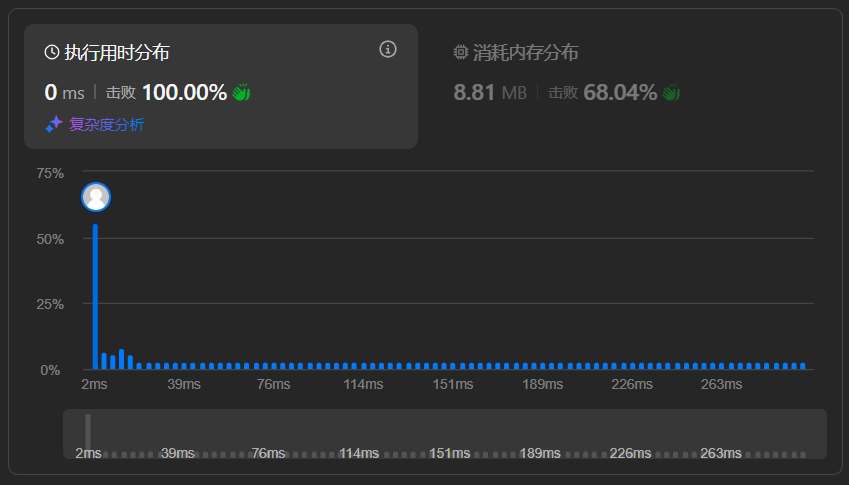 执行用时分布
0 ms | 击败 100.00%
复杂度分析
消耗内存分布
8.81 MB | 击败 68.04%
75%
50%
25%
0%
2ms 39ms 76ms 114ms 151ms 189ms 226ms 263ms
2ms 39ms 76ms 114ms 151ms 189ms 226ms 263ms